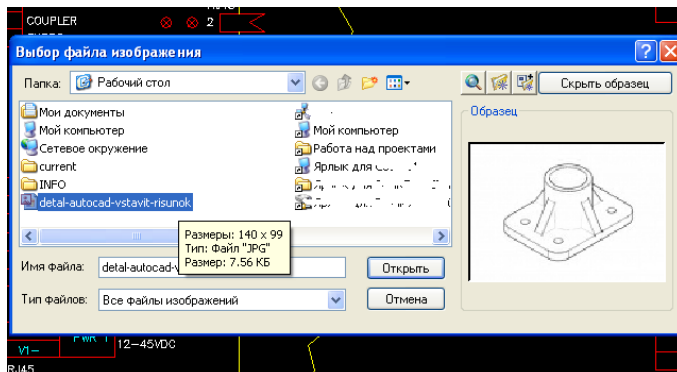 COUPLER
2
Выбор файла изображения
Папка:
Рабочий стол
Скрыть образец
Мои документы
Мой компьютер
Сетевое окружение
current
INFO
detal-autocad-vstavit-risunok
Мой компьютер
Работа над проектами
Ярлык для
Образец
Размеры: 140 x 99
Тип: Файл "JPG"
Размер: 7.56 КБ
Имя файла:
detal-autocad-v
Открыть
Тип файлов:
Все файлы изображений
Отмена
PWR 1
12-45VDC
V1-
RJ45